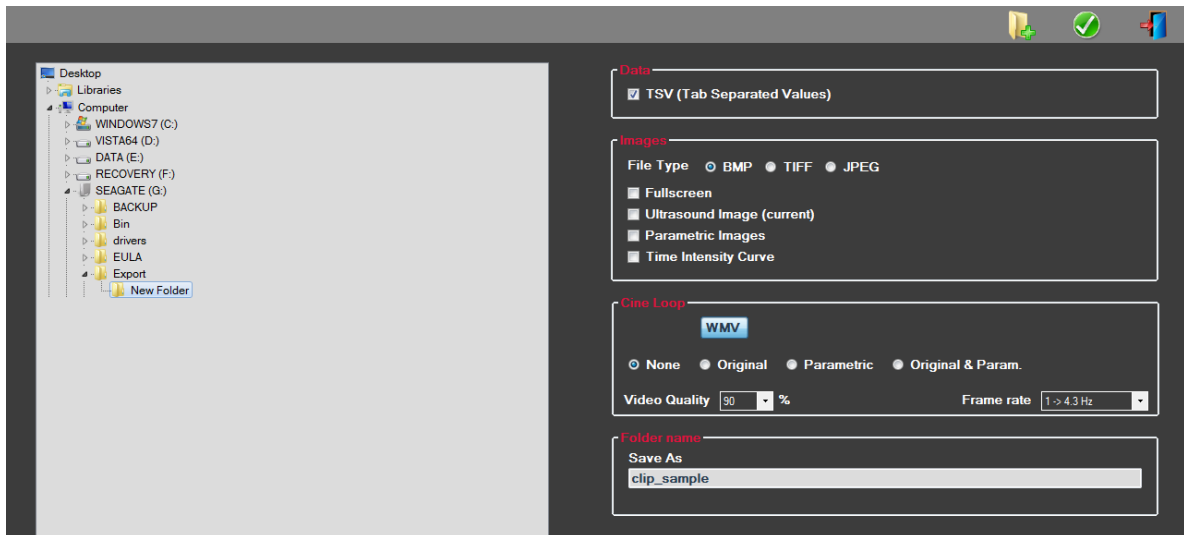 Desktop
Libraries
Computer
WINDOWS7 (C:)
VISTA64 (D:)
DATA (E:)
RECOVERY (F:)
SEAGATE (G:)
BACKUP
Bin
drivers
EULA
Export
New Folder
Data
TSV (Tab Separated Values)
Images
File Type BMP TIFF JPEG
Fullscreen
Ultrasound Image (current)
Parametric Images
Time Intensity Curve
Cine Loop
WMV
None Original Parametric Original & Param.
Video Quality 90 % Frame rate 1 -> 4.3 Hz
Folder name
Save As
clip_sample